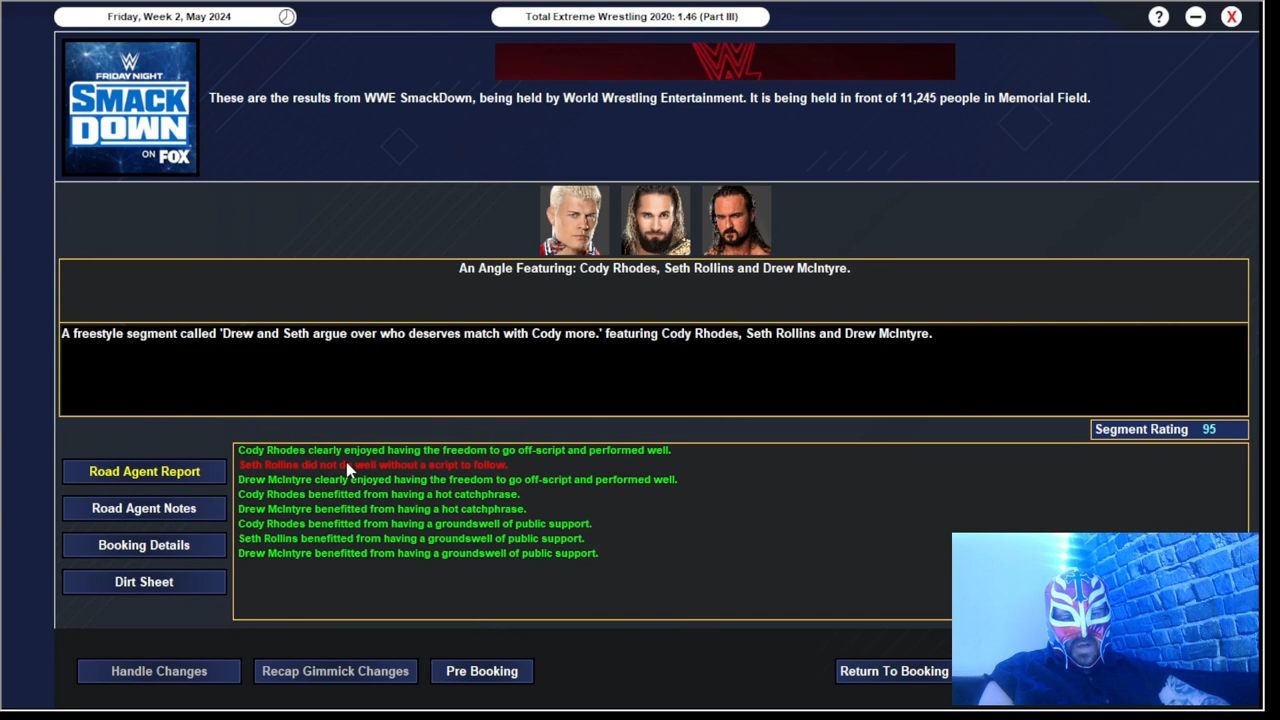 Friday, Week 2, May 2024
Total Extreme Wrestling 2020: 1.46 (Part III)
?
X
W
FRIDAY NIGHT
SMACK
DOWN
ON FOX
These are the results from WWE SmackDown, being held by World Wrestling Entertainment. It is being held in front of 11,245 people in Memorial Field.
An Angle Featuring: Cody Rhodes, Seth Rollins and Drew McIntyre.
A freestyle segment called 'Drew and Seth argue over who deserves match with Cody more.' featuring Cody Rhodes, Seth Rollins and Drew McIntyre.
Segment Rating 95
Road Agent Report
Road Agent Notes
Booking Details
Dirt Sheet
Cody Rhodes clearly enjoyed having the freedom to go off-script and performed well.
Seth Rollins did not do well without a script to follow.
Drew McIntyre clearly enjoyed having the freedom to go off-script and performed well.
Cody Rhodes benefitted from having a hot catchphrase.
Drew McIntyre benefitted from having a hot catchphrase.
Cody Rhodes benefitted from having a groundswell of public support.
Seth Rollins benefitted from having a groundswell of public support.
Drew McIntyre benefitted from having a groundswell of public support.
Handle Changes
Recap Gimmick Changes
Pre Booking
Return To Booking